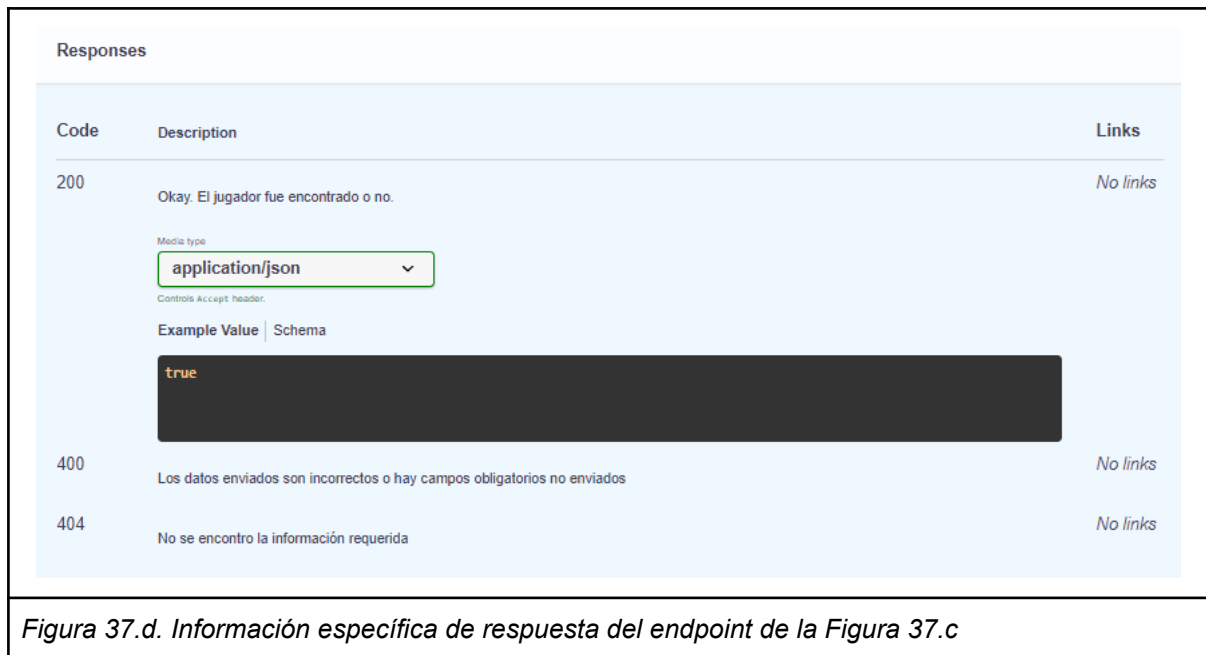 Responses
Code Description Links
200 Okay. El jugador fue encontrado o no. No links
Media type
application/json
Controls Accept header.
Example Value | Schema
true
400 Los datos enviados son incorrectos o hay campos obligatorios no enviados No links
404 No se encontro la información requerida No links
Figura 37.d. Información específica de respuesta del endpoint de la Figura 37.c